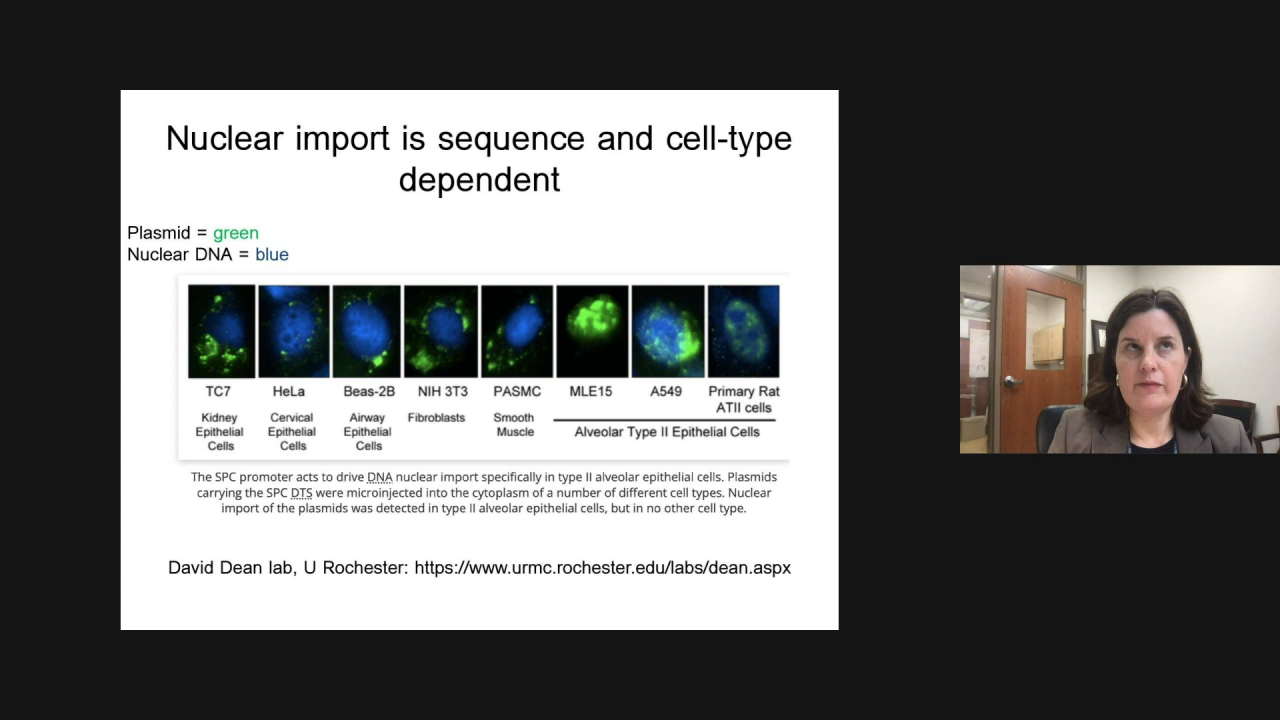 Nuclear import is sequence and cell-type
dependent
Plasmid = green
Nuclear DNA = blue
TC7 HeLa Beas-2B NIH 3T3 PASMC MLE15 A549 Primary Rat
ATII cells
Kidney Cervical Airway Fibroblasts Smooth
Epithelial Epithelial Epithelial Muscle Alveolar Type II Epithelial Cells
Cells Cells Cells
The SPC promoter acts to drive DNA nuclear import specifically in type II alveolar epithelial cells. Plasmids
carrying the SPC DTS were microinjected into the cytoplasm of a number of different cell types. Nuclear
import of the plasmids was detected in type II alveolar epithelial cells, but in no other cell type.
David Dean lab, U Rochester: https://www.urmc.rochester.edu/labs/dean.aspx